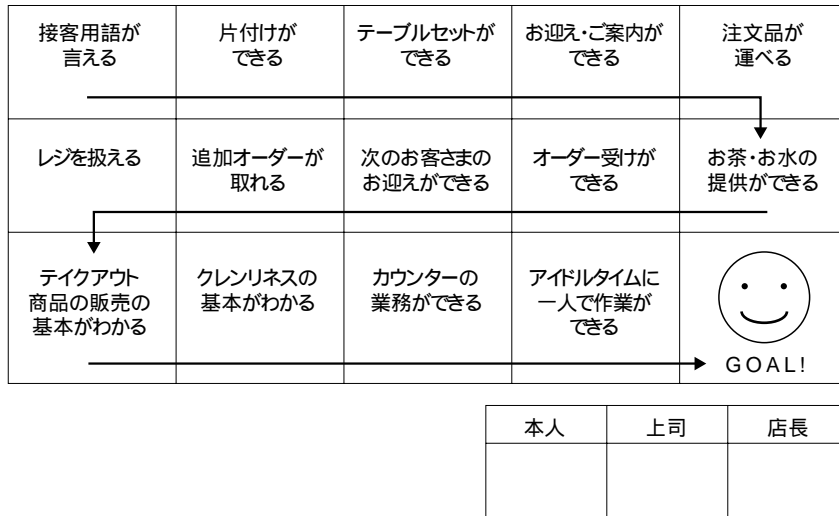 接客用語が
言える
片付けが
できる
テーブルセットが
できる
お迎え・ご案内が
できる
注文品が
運べる
レジを扱える
追加オーダーが
取れる
次のお客さまの
お迎えができる
オーダー受けが
できる
お茶・お水の
提供ができる
テイクアウト
商品の販売の
基本がわかる
クレンリネスの
基本がわかる
カウンターの
業務ができる
アイドルタイムに
一人で作業が
できる
GOAL!
本人
上司
店長